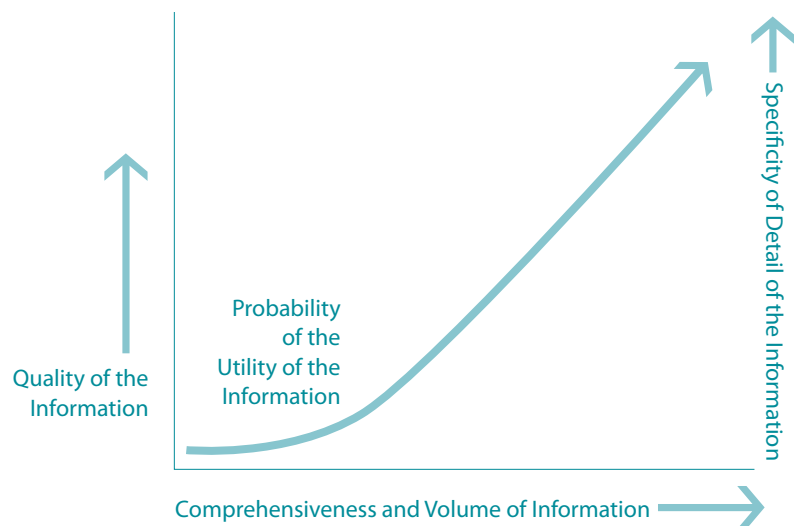 Probability
of the
Utility of the
Information
Quality of the
Information
Specificity of Detail of the Information
Comprehensiveness and Volume of Information